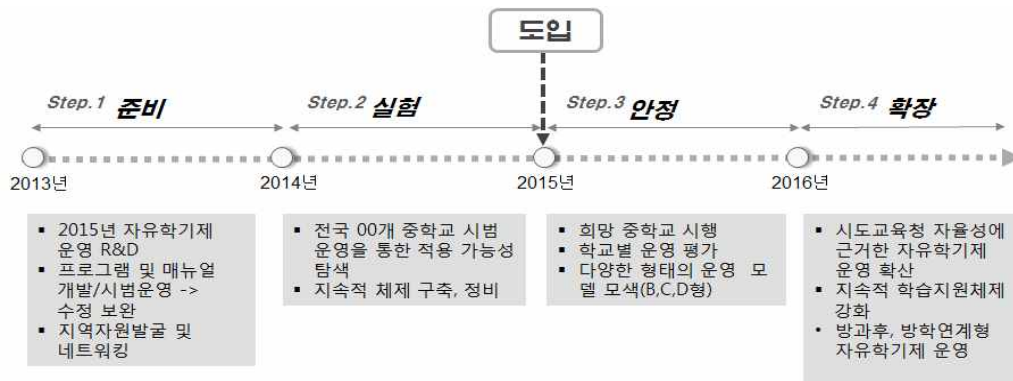 도입
Step.1 준비
Step.2 실험
Step.3 안정
Step.4 확장
2013년
2014년
2015년
2016년
▪ 2015년 자유학기제
운영 R&D
▪ 프로그램 및 매뉴얼
개발/시범운영 ->
수정 보완
▪ 지역자원발굴 및
네트워킹
▪ 전국 00개 중학교 시범
운영을 통한 적용 가능성
탐색
▪ 지속적 체제 구축, 정비
▪ 희망 중학교 시행
▪ 학교별 운영 평가
▪ 다양한 형태의 운영 모
델 모색(B,C,D형)
▪ 시도교육청 자율성에
근거한 자유학기제
운영 확산
▪ 지속적 학습지원체제
강화
• 방과후, 방학연계형
자유학기제 운영